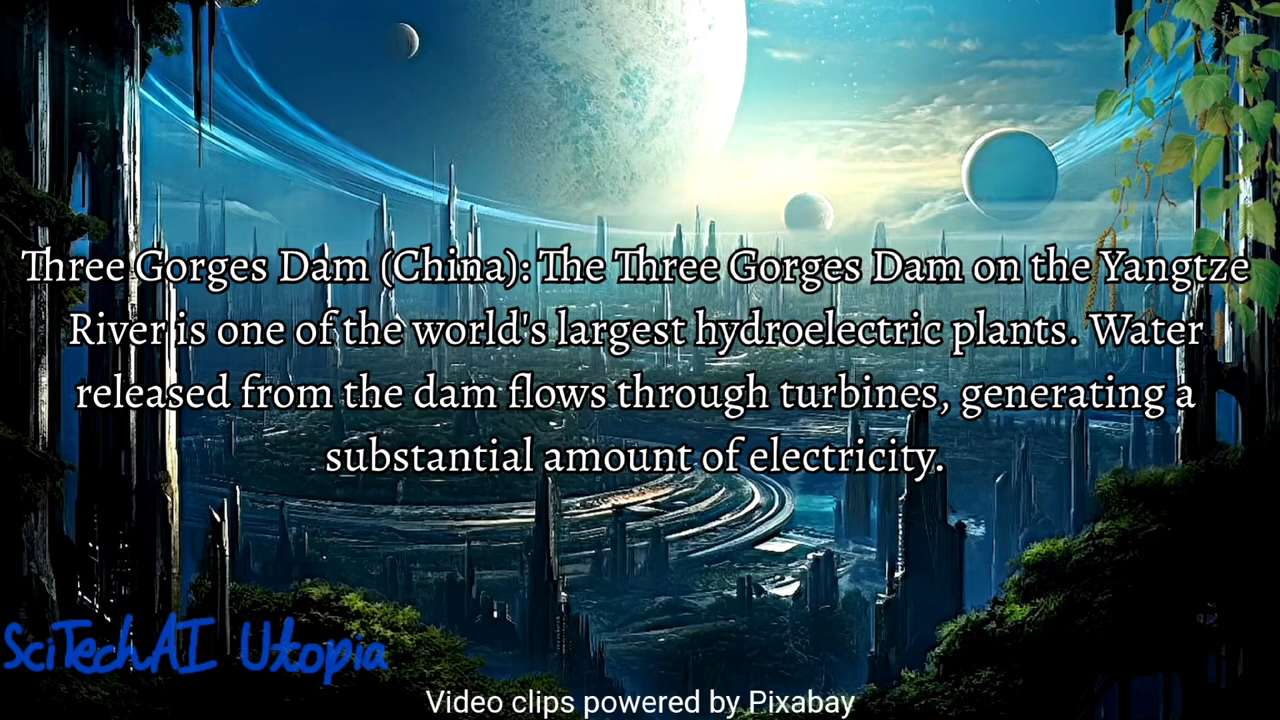 Three Gorges Dam (China): The Three Gorges Dam on the Yangtze
River is one of the world's largest hydroelectric plants. Water
released from the dam flows through turbines, generating a
substantial amount of electricity.
SciTechAI Utopia
Video clips powered by Pixabay